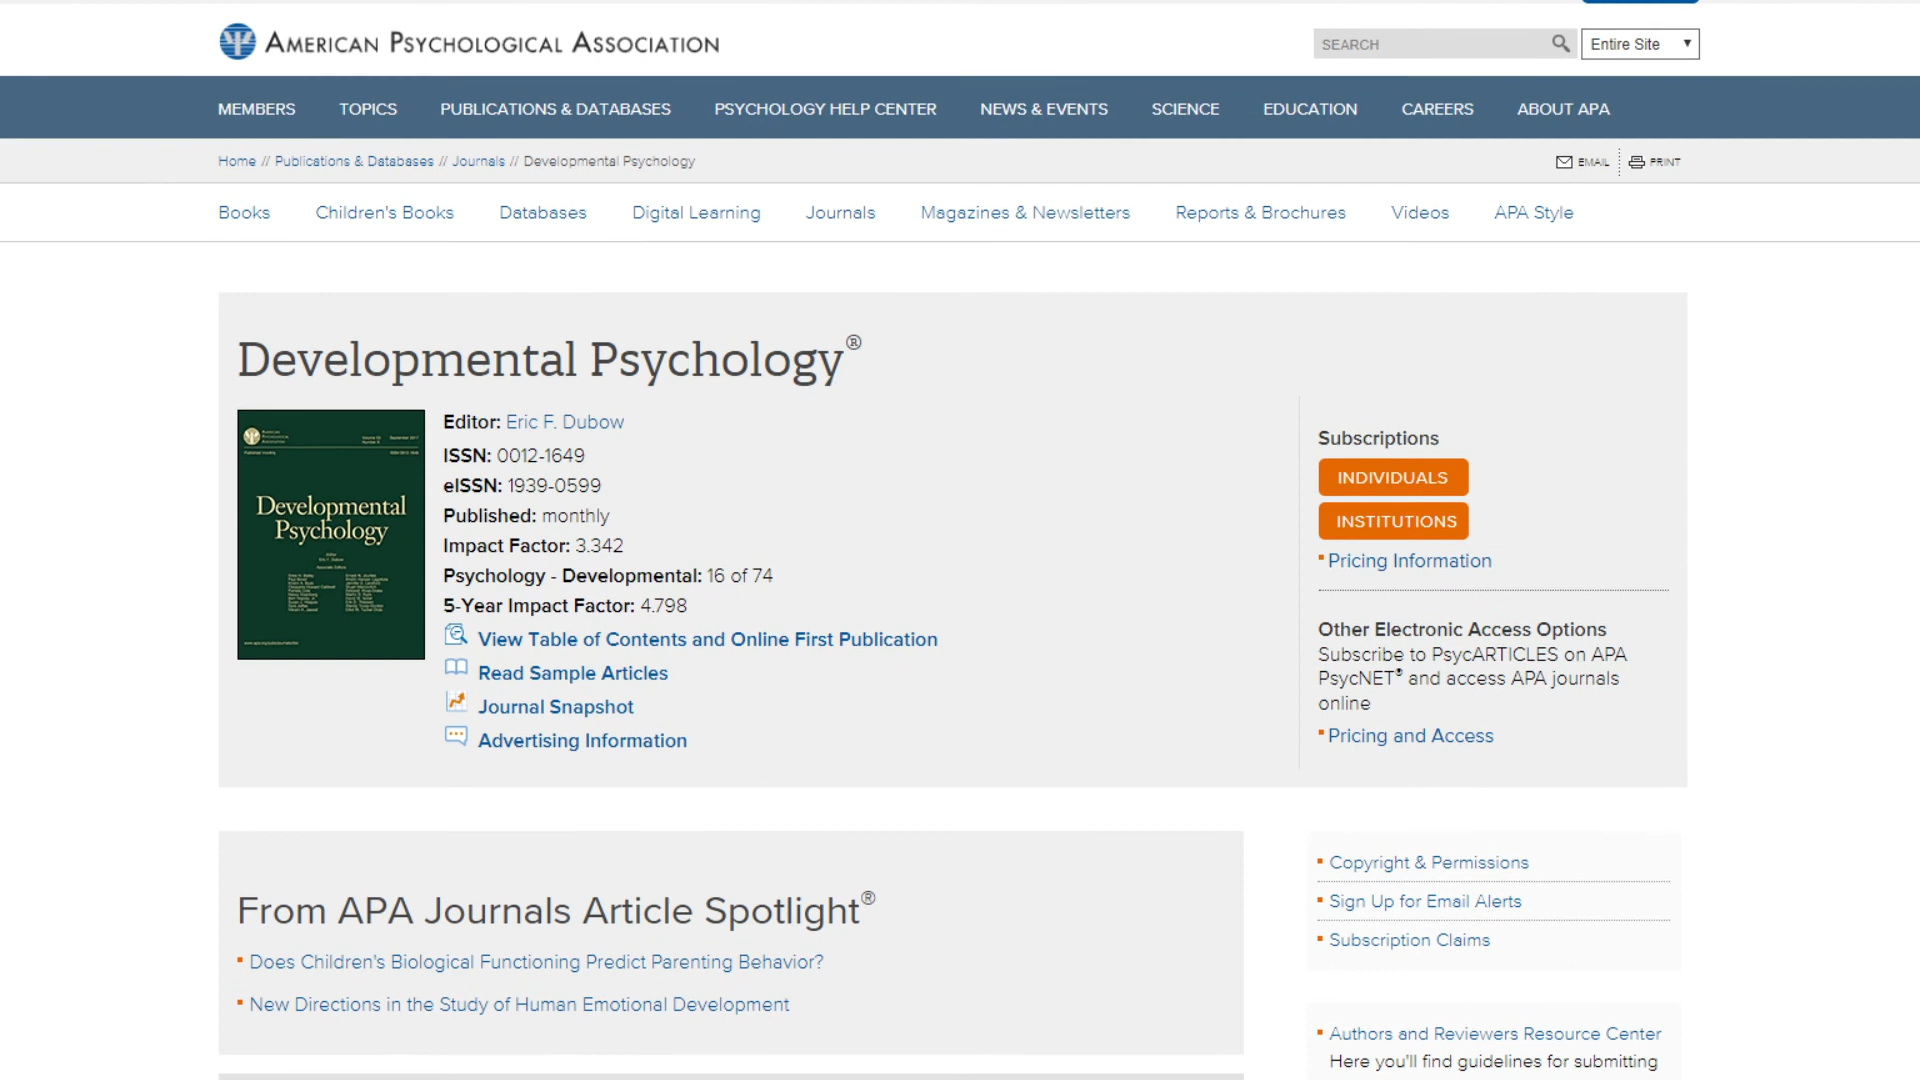 AMERICAN PSYCHOLOGICAL ASSOCIATION
SEARCH
Entire Site
MEMBERS
TOPICS
PUBLICATIONS & DATABASES
PSYCHOLOGY HELP CENTER
NEWS & EVENTS
SCIENCE
EDUCATION
CAREERS
ABOUT APA
Home // Publications & Databases // Journals // Developmental Psychology
EMAIL
PRINT
Books
Children's Books
Databases
Digital Learning
Journals
Magazines & Newsletters
Reports & Brochures
Videos
APA Style
Developmental Psychology®
Developmental
Psychology
Editor: Eric F. Dubow
ISSN: 0012-1649
eISSN: 1939-0599
Published: monthly
Impact Factor: 3.342
Psychology - Developmental: 16 of 74
5-Year Impact Factor: 4.798
View Table of Contents and Online First Publication
Read Sample Articles
Journal Snapshot
Advertising Information
Subscriptions
INDIVIDUALS
INSTITUTIONS
Pricing Information
Other Electronic Access Options
Subscribe to PsycARTICLES on APA
PsycNET® and access APA journals
online
Pricing and Access
From APA Journals Article Spotlight®
Does Children's Biological Functioning Predict Parenting Behavior?
New Directions in the Study of Human Emotional Development
Copyright & Permissions
Sign Up for Email Alerts
Subscription Claims
Authors and Reviewers Resource Center
Here you'll find guidelines for submitting